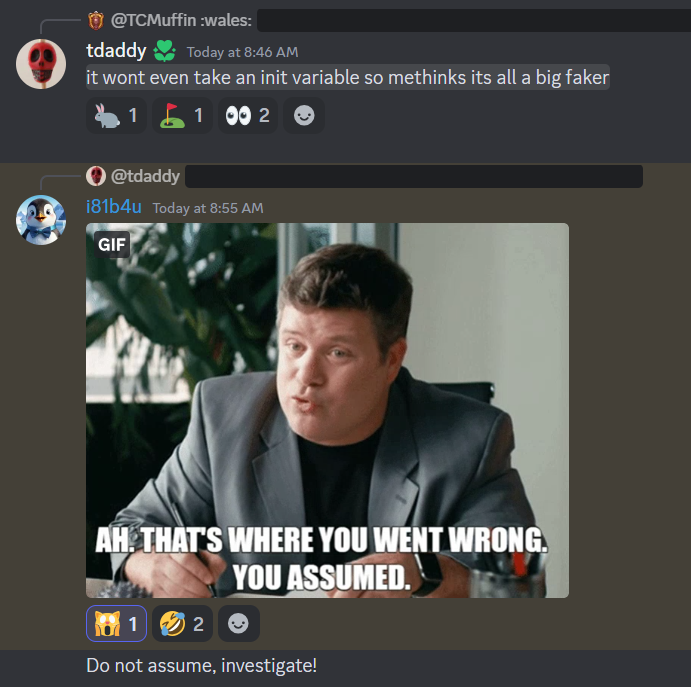 @TCMuffin :wales:
tdaddy Today at 8:46 AM
it wont even take an init variable so methinks its all a big faker
1 1 2
@tdaddy
i81b4u Today at 8:55 AM
GIF
AH. THAT'S WHERE YOU WENT WRONG.
YOU ASSUMED.
1 2
Do not assume, investigate!